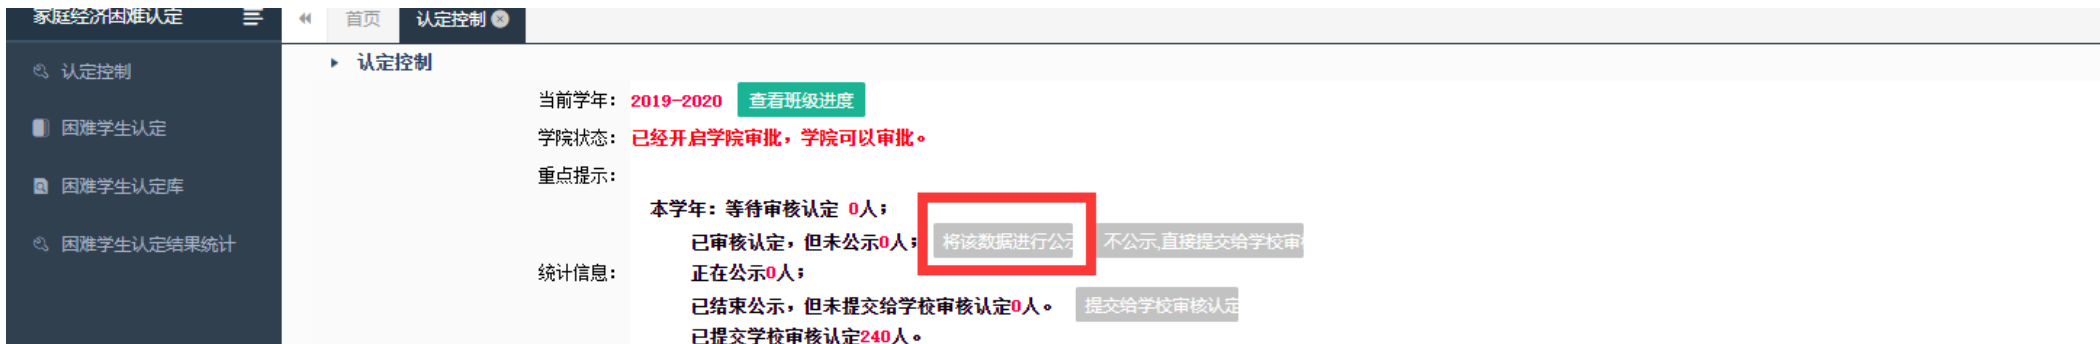 家庭经济困难认定
首页
认定控制
认定控制
困难学生认定
困难学生认定库
困难学生认定结果统计
认定控制
当前学年： 2019-2020 查看班级进度
学院状态： 已经开启学院审批，学院可以审批。
重点提示：
本学年：等待审核认定 0人；
已审核认定，但未公示0人； 将该数据进行公示 不公示,直接提交给学校审
统计信息： 正在公示0人；
已结束公示，但未提交给学校审核认定0人。 提交给学校审核认定
已提交学校审核认定240人。